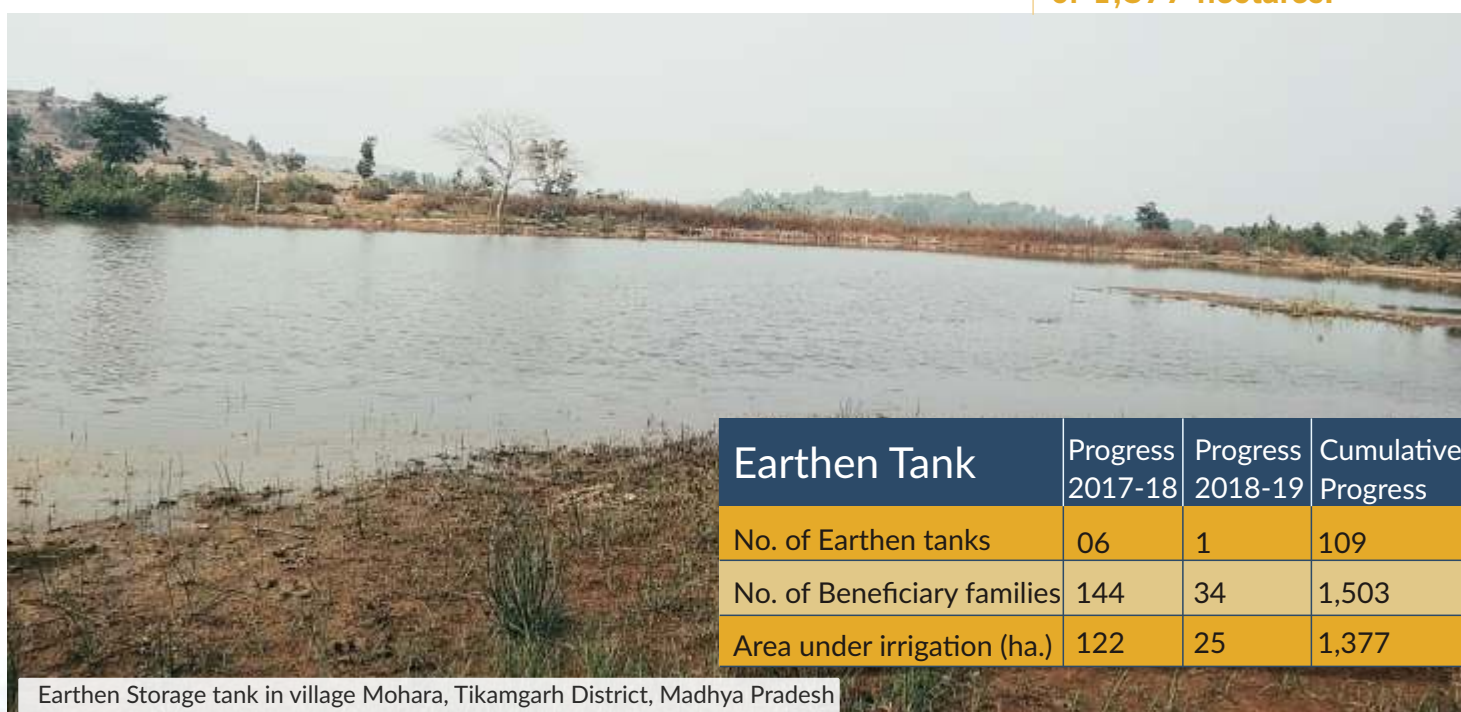 Earthen Tank Progress 2017-18 Progress 2018-19 Cumulative Progress
No. of Earthen tanks 06 1 109
No. of Beneficiary families 144 34 1,503
Area under irrigation (ha.) 122 25 1,377
Earthen Storage tank in village Mohara, Tikamgarh District, Madhya Pradesh